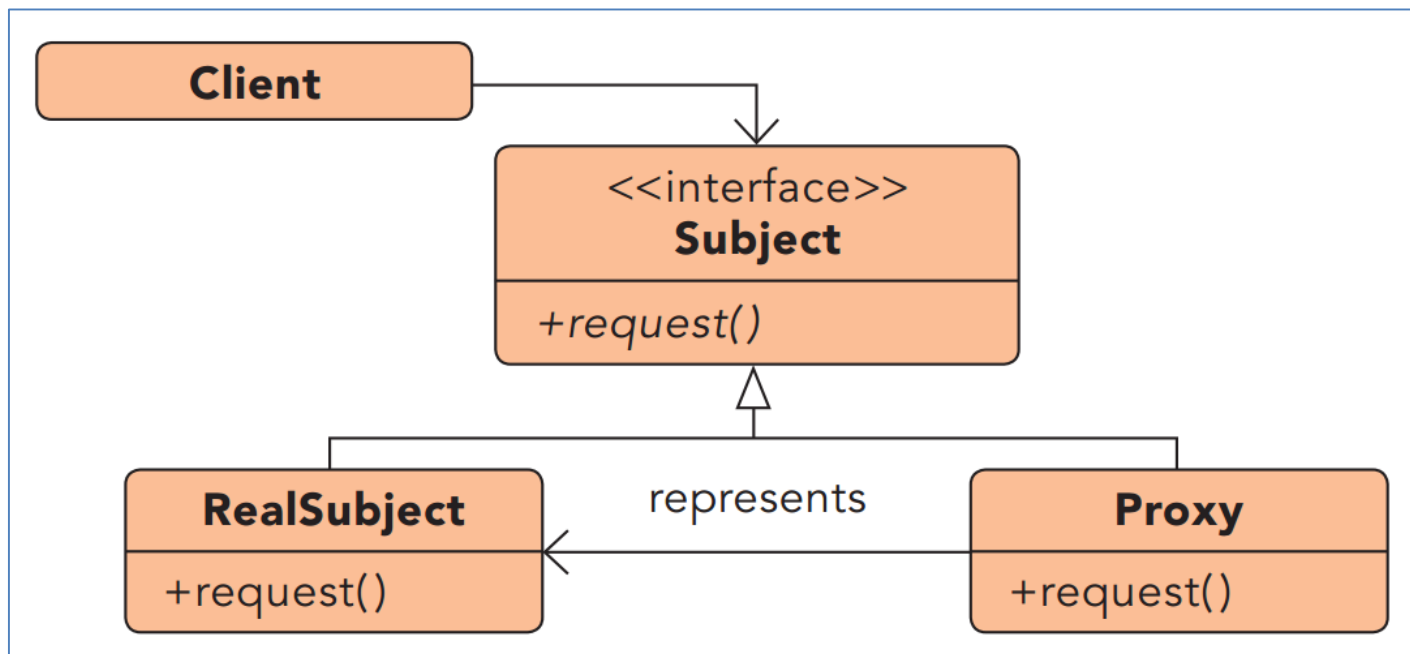 Client
<<interface>>
Subject
+request()
represents
RealSubject
Proxy
+request()
+request()